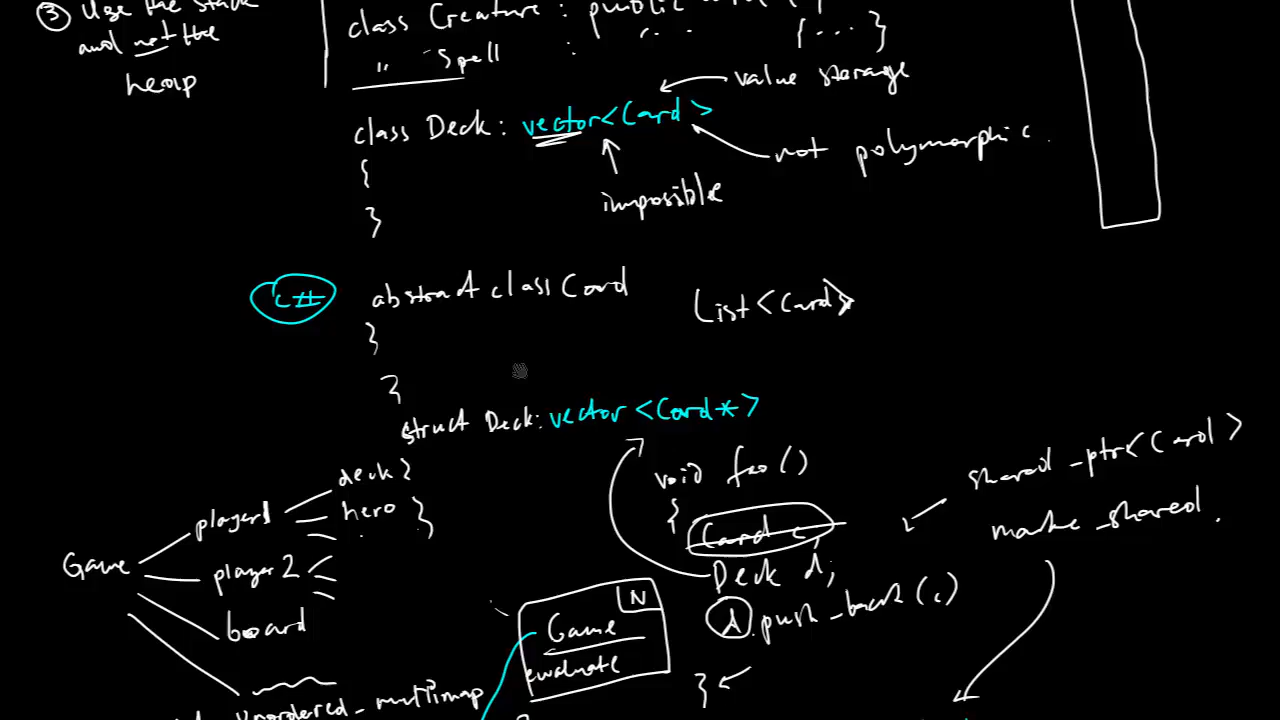 ③ Use the stack
and not the
heap
class Creature : public
" Spell : {...}
value storage
class Deck : vector<Card>
{
}
not polymorphic.
imposible
C#
abstract class Card
}
}
List<Card>
struct Deck: vector<Card*>
void foo()
{
Card c;
Deck d;
d.push_back(c)
}
shared_ptr<Card>
make_shared.
Game
player1
deck }
hero }
player2
board
unordered_multimap
Game
N
evaluate